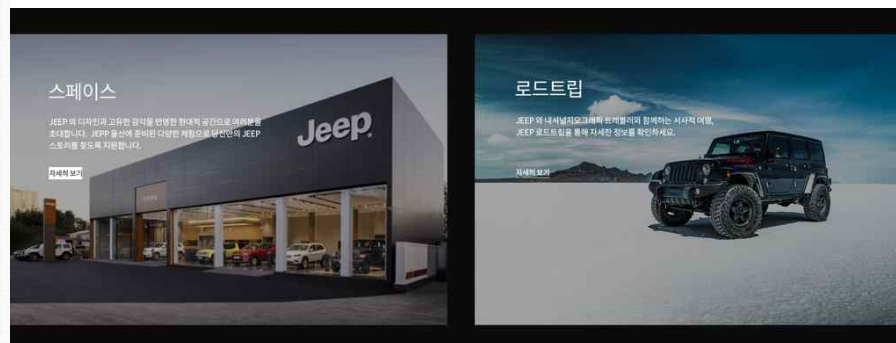 스페이스
JEEP 의 디자인과 고유한 감각을 반영한 현대적 공간으로 여러분을
초대합니다. JEPP 울산에 준비된 다양한 체험으로 당신만의 JEEP
스토리를 찾도록 지원합니다.
자세히 보기
Jeep
로드트립
JEEP 와 내셔널지오그래픽 트래블러와 함께하는 서사적 여행,
JEEP 로드트립을 통해 자세한 정보를 확인하세요.
자세히 보기